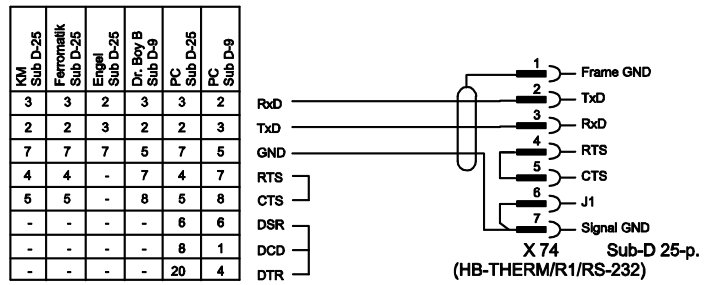 KM Sub D-25 Ferromatik Sub D-25 Engel Sub D-25 Dr. Boy B Sub D-9 PC Sub D-25 PC Sub D-9
3 3 2 3 3 2 RxD
2 2 3 2 2 3 TxD
7 7 7 5 7 5 GND
4 4 - 7 4 7 RTS
5 5 - 8 5 8 CTS
- - - - 6 6 DSR
- - - - 8 1 DCD
- - - - 20 4 DTR
1 Frame GND
2 TxD
3 RxD
4 RTS
5 CTS
6 J1
7 Signal GND
X 74 Sub-D 25-p.
(HB-THERM/R1/RS-232)